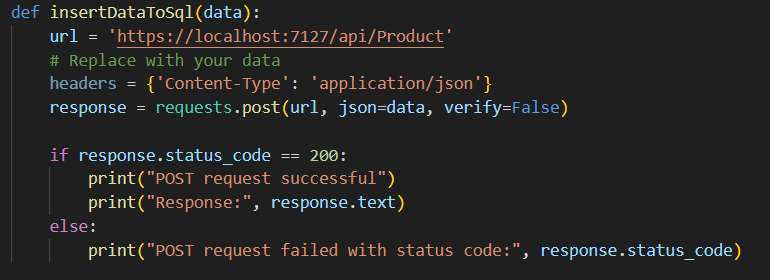 def insertDataToSql(data):
    url = 'https://localhost:7127/api/Product'
    # Replace with your data
    headers = {'Content-Type': 'application/json'}
    response = requests.post(url, json=data, verify=False)
    if response.status_code == 200:
        print("POST request successful")
        print("Response:", response.text)
    else:
        print("POST request failed with status code:", response.status_code)